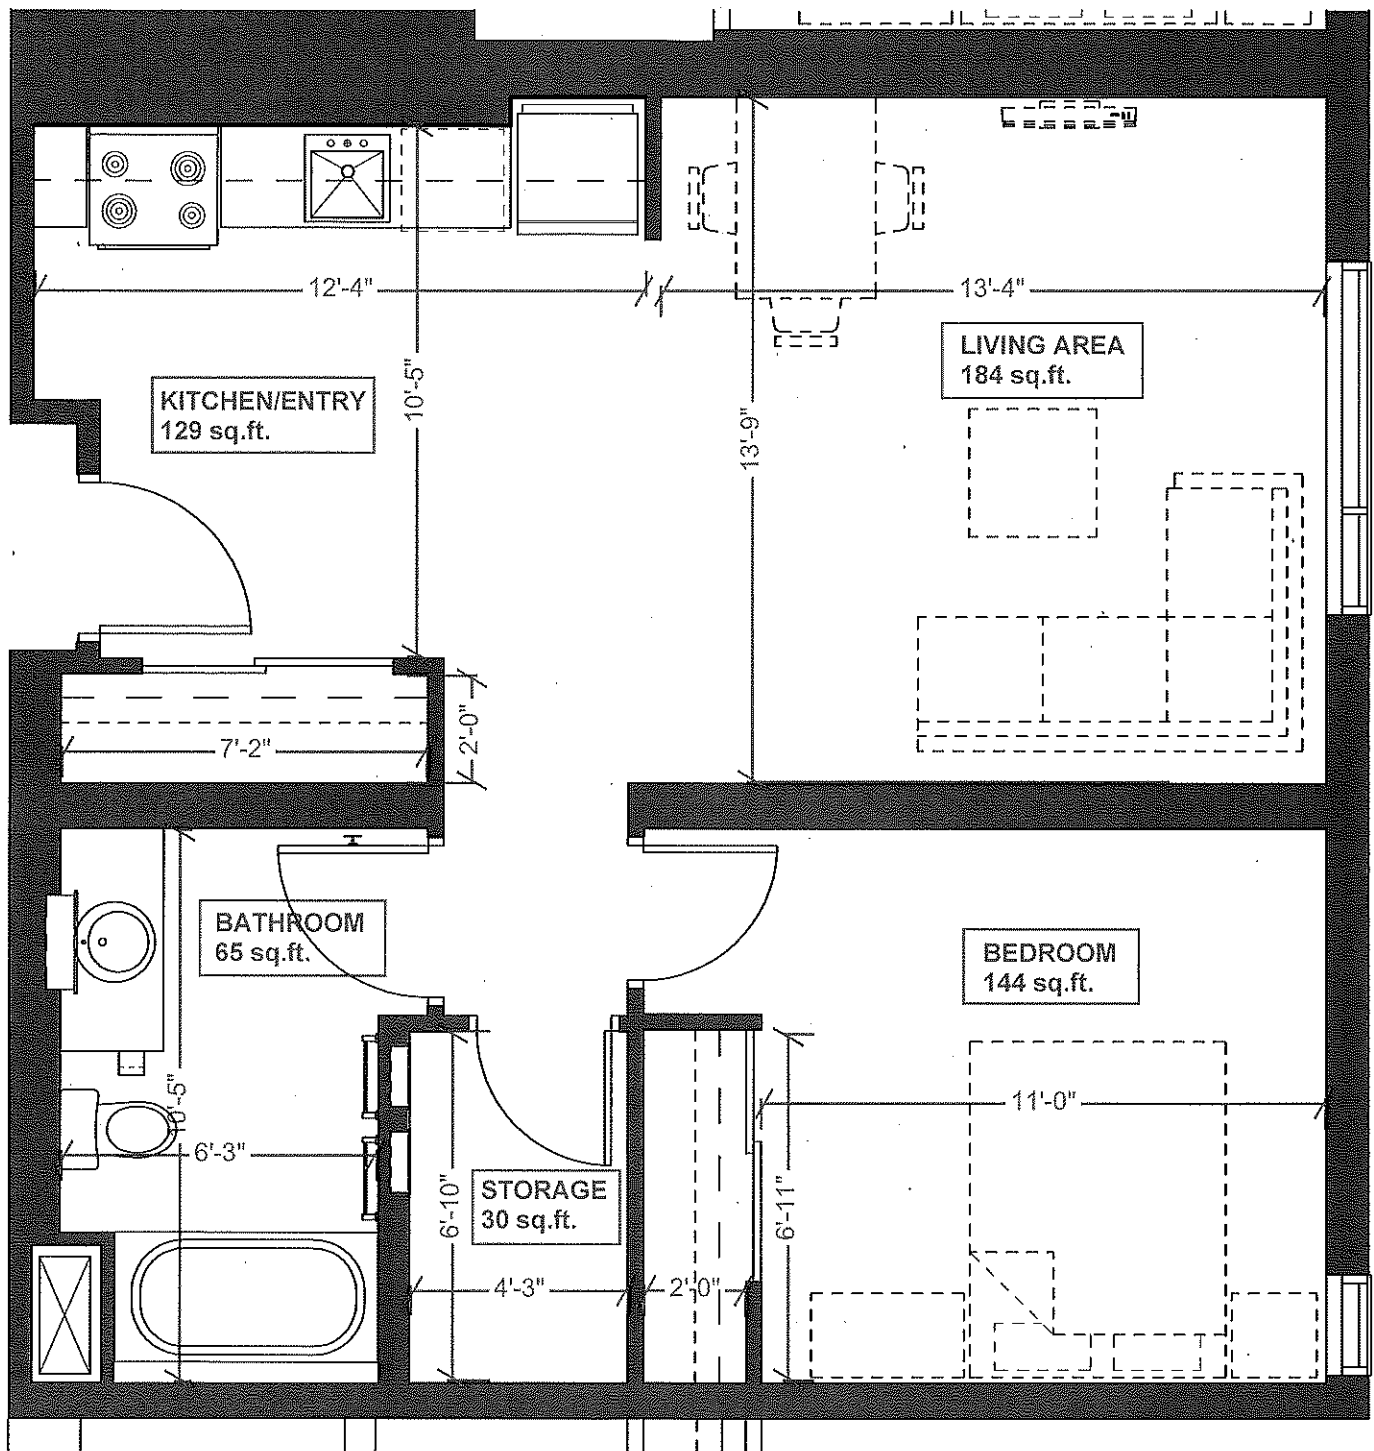 12'-4"
13'-4"
LIVING AREA
184 sq.ft.
KITCHEN/ENTRY
129 sq.ft.
10'-5"
13'-9"
7'-2"
2'-0"
BATHROOM
65 sq.ft.
BEDROOM
144 sq.ft.
10'-5"
6'-3"
11'-0"
STORAGE
30 sq.ft.
6'-10"
6'-11"
4'-3"
2'-0"